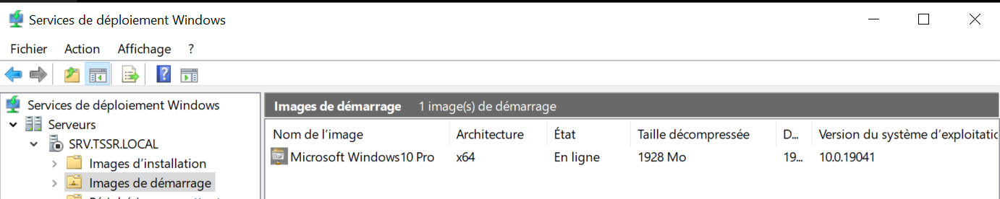 Services de déploiement Windows
Fichier Action Affichage ?
Services de déploiement Windows
Serveurs
SRV.TSSR.LOCAL
Images d’installation
Images de démarrage
Images de démarrage 1 image(s) de démarrage
Nom de l’image Architecture État Taille décompressée D... Version du système d’exploitatic
Microsoft Windows10 Pro x64 En ligne 1928 Mo 19... 10.0.19041